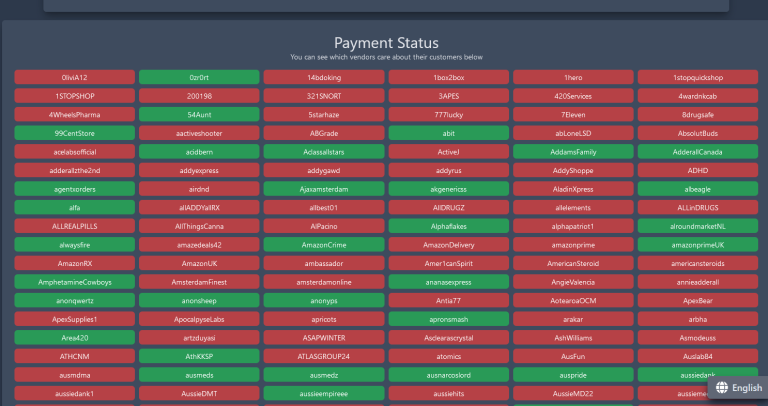 Payment Status
You can see which vendors care about their customers below
0liviA12 0zr0rt 14bdoking 1box2box 1hero 1stopquickshop
1STOPSHOP 200198 321SNORT 3APES 420Services 4wardnkcab
4WheelsPharma 54Aunt 5starhaze 777lucky 7Eleven 8drugsafe
99CentStore aactiveshooter ABGrade abit abLoneLSD AbsolutBuds
acelabsofficial acidbern Aclassallstars ActiveJ AddamsFamily AdderallCanada
adderallzthe2nd addyexpress addygawd addyrus AddyShoppe ADHD
agentxorders airdnd Ajaxamsterdam akgenericss AladinXpress albeagle
alfa allADDYallRX allbest01 AllDRUGZ allelements ALLinDRUGS
ALLREALPILLS AllThingsCanna AlPacino Alphaflakes alphapatriot1 alroundmarketNL
alwaysfire amazedeals42 AmazonCrime AmazonDelivery amazonprime amazonprimeUK
AmazonRX AmazonUK ambassador Amer1canSpirit AmericanSteroid americansteroids
AmphetamineCowboys AmsterdamFinest amsterdamonline ananasexpress AngieValencia annieadderall
anonqwertz anonsheep anonyps Antia77 AotearoaOCM ApexBear
ApexSupplies1 ApocalpyseLabs apricots apronsmash arakar arbha
Area420 artzduyasi ASAPWINTER Asclearascrystal AshWilliams Asmodeuss
ATHCNM AthKKSP ATLASGROUP24 atomics AusFun Auslab84
ausmdma ausmeds ausmedz ausnarcoslord auspride
aussiedank1 AussieDMT aussieempireee aussiehits AussieMD22
English